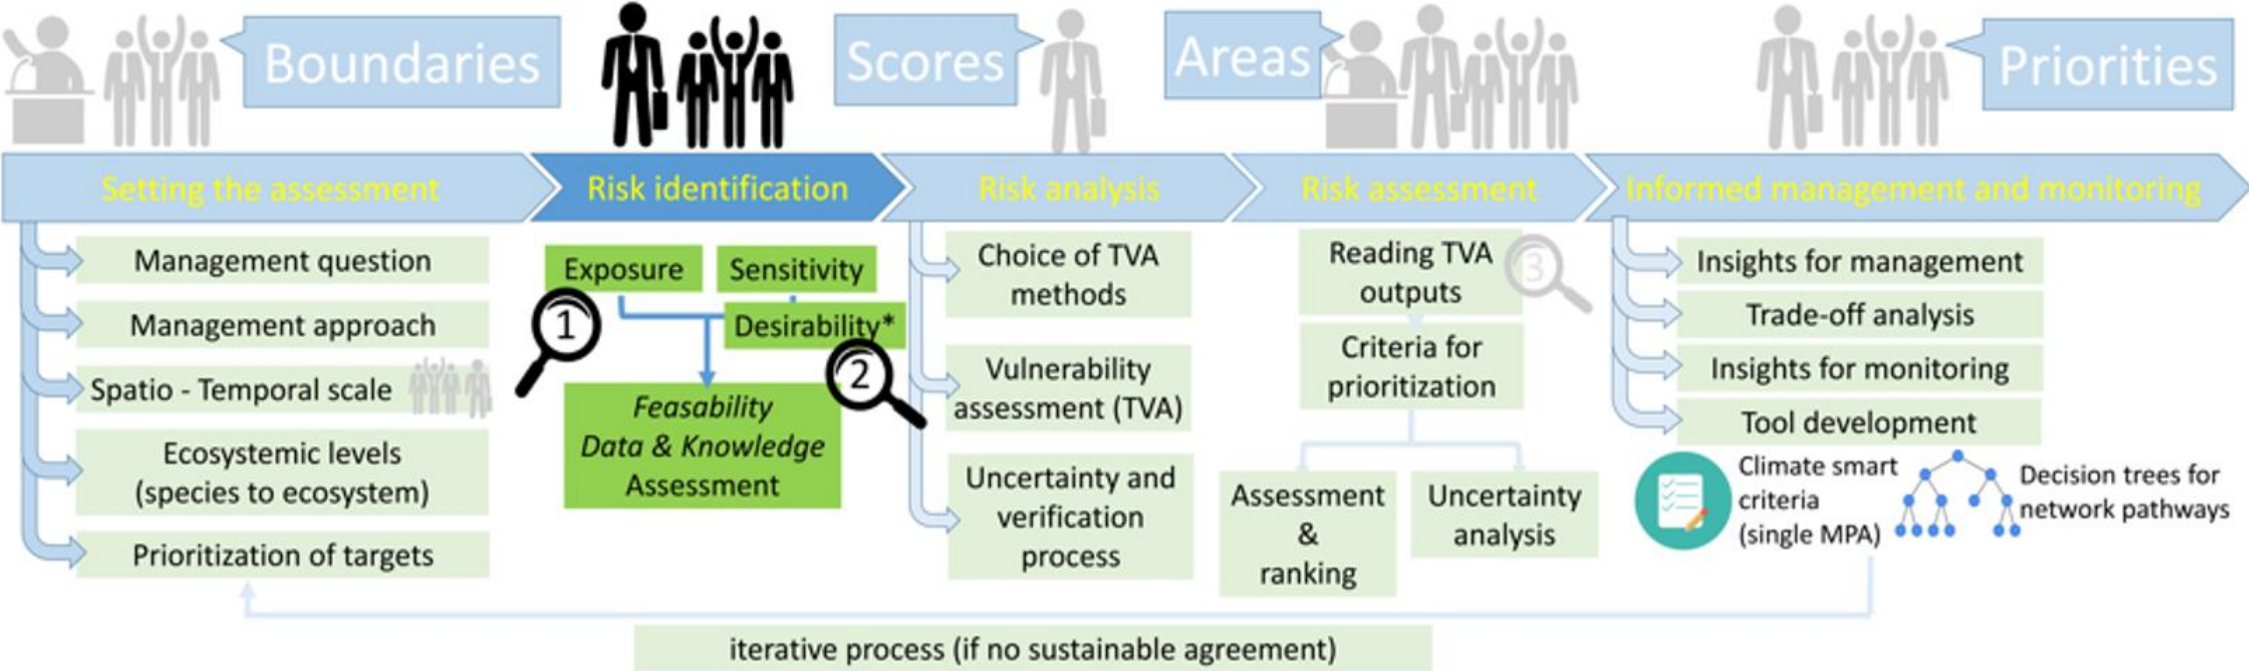 Boundaries
Scores
Areas
Priorities
Setting the assessment
Risk identification
Risk analysis
Risk assessment
Informed management and monitoring
Management question
Management approach
Spatio - Temporal scale
Ecosystemic levels
(species to ecosystem)
Prioritization of targets
Exposure
Sensitivity
1
Desirability*
2
Feasability
Data & Knowledge
Assessment
Choice of TVA
methods
Vulnerability
assessment (TVA)
Uncertainty and
verification
process
Reading TVA
outputs
3
Criteria for
prioritization
Assessment
&
ranking
Uncertainty
analysis
Insights for management
Trade-off analysis
Insights for monitoring
Tool development
Climate smart
criteria
(single MPA)
Decision trees for
network pathways
iterative process (if no sustainable agreement)